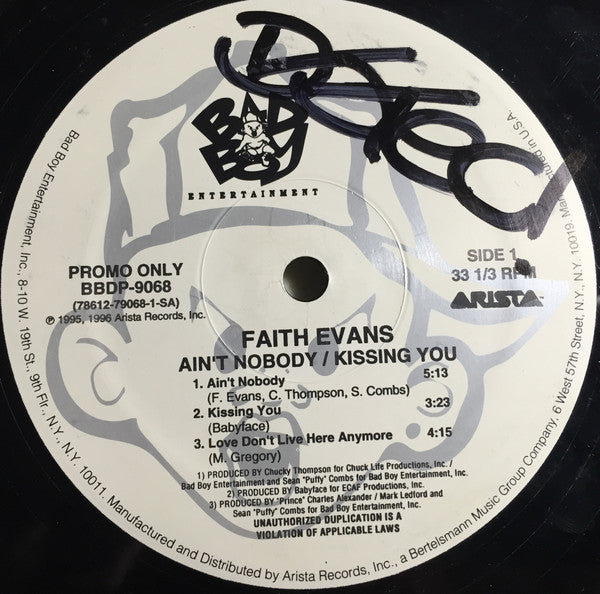 BAD
BOY
ENTERTAINMENT
PROMO ONLY
BBDP-9068
(78612-79068-1-SA)
℗ 1995, 1996 Arista Records, Inc.
SIDE 1
33 1/3 RPM
ARISTA
FAITH EVANS
AIN'T NOBODY / KISSING YOU
1. Ain't Nobody 5:13
(F. Evans, C. Thompson, S. Combs)
2. Kissing You 3:23
(Babyface)
3. Love Don't Live Here Anymore 4:15
(M. Gregory)
1) PRODUCED BY Chucky Thompson for Chuck Life Productions, Inc. /
Bad Boy Entertainment and Sean "Puffy" Combs for Bad Boy Entertainment, Inc.
2) PRODUCED BY Babyface for ECAF Productions, Inc.
3) PRODUCED BY "Prince" Charles Alexander / Mark Ledford and
Sean "Puffy" Combs for Bad Boy Entertainment, Inc.
UNAUTHORIZED DUPLICATION IS A
VIOLATION OF APPLICABLE LAWS
Bad Boy Entertainment, Inc., 8-10 W. 19th St., 9th Flr., N.Y., N.Y. 10011. Manufactured and Distributed by Arista Records, Inc., a Bertelsmann Music Group Company. 6 West 57th Street, N.Y., N.Y. 10019. Manufactured in U.S.A.